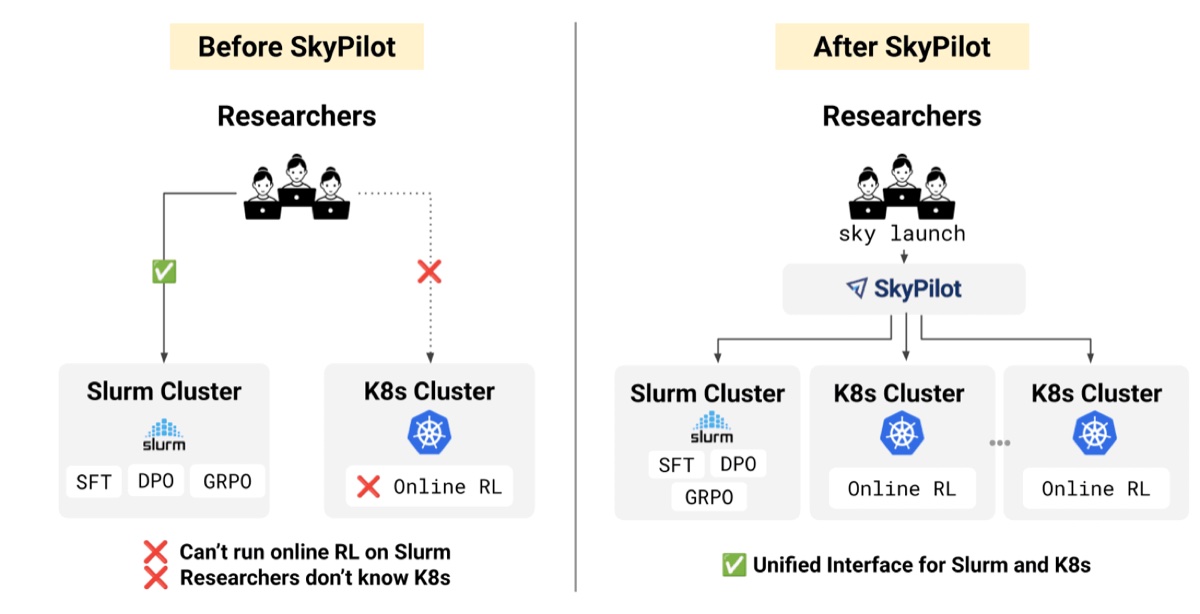 Before SkyPilot
Researchers
Slurm Cluster
slurm
SFT DPO GRPO
K8s Cluster
Online RL
Can’t run online RL on Slurm
Researchers don’t know K8s
After SkyPilot
Researchers
sky launch
SkyPilot
Slurm Cluster
slurm
SFT DPO
GRPO
K8s Cluster
Online RL
...
K8s Cluster
Online RL
Unified Interface for Slurm and K8s